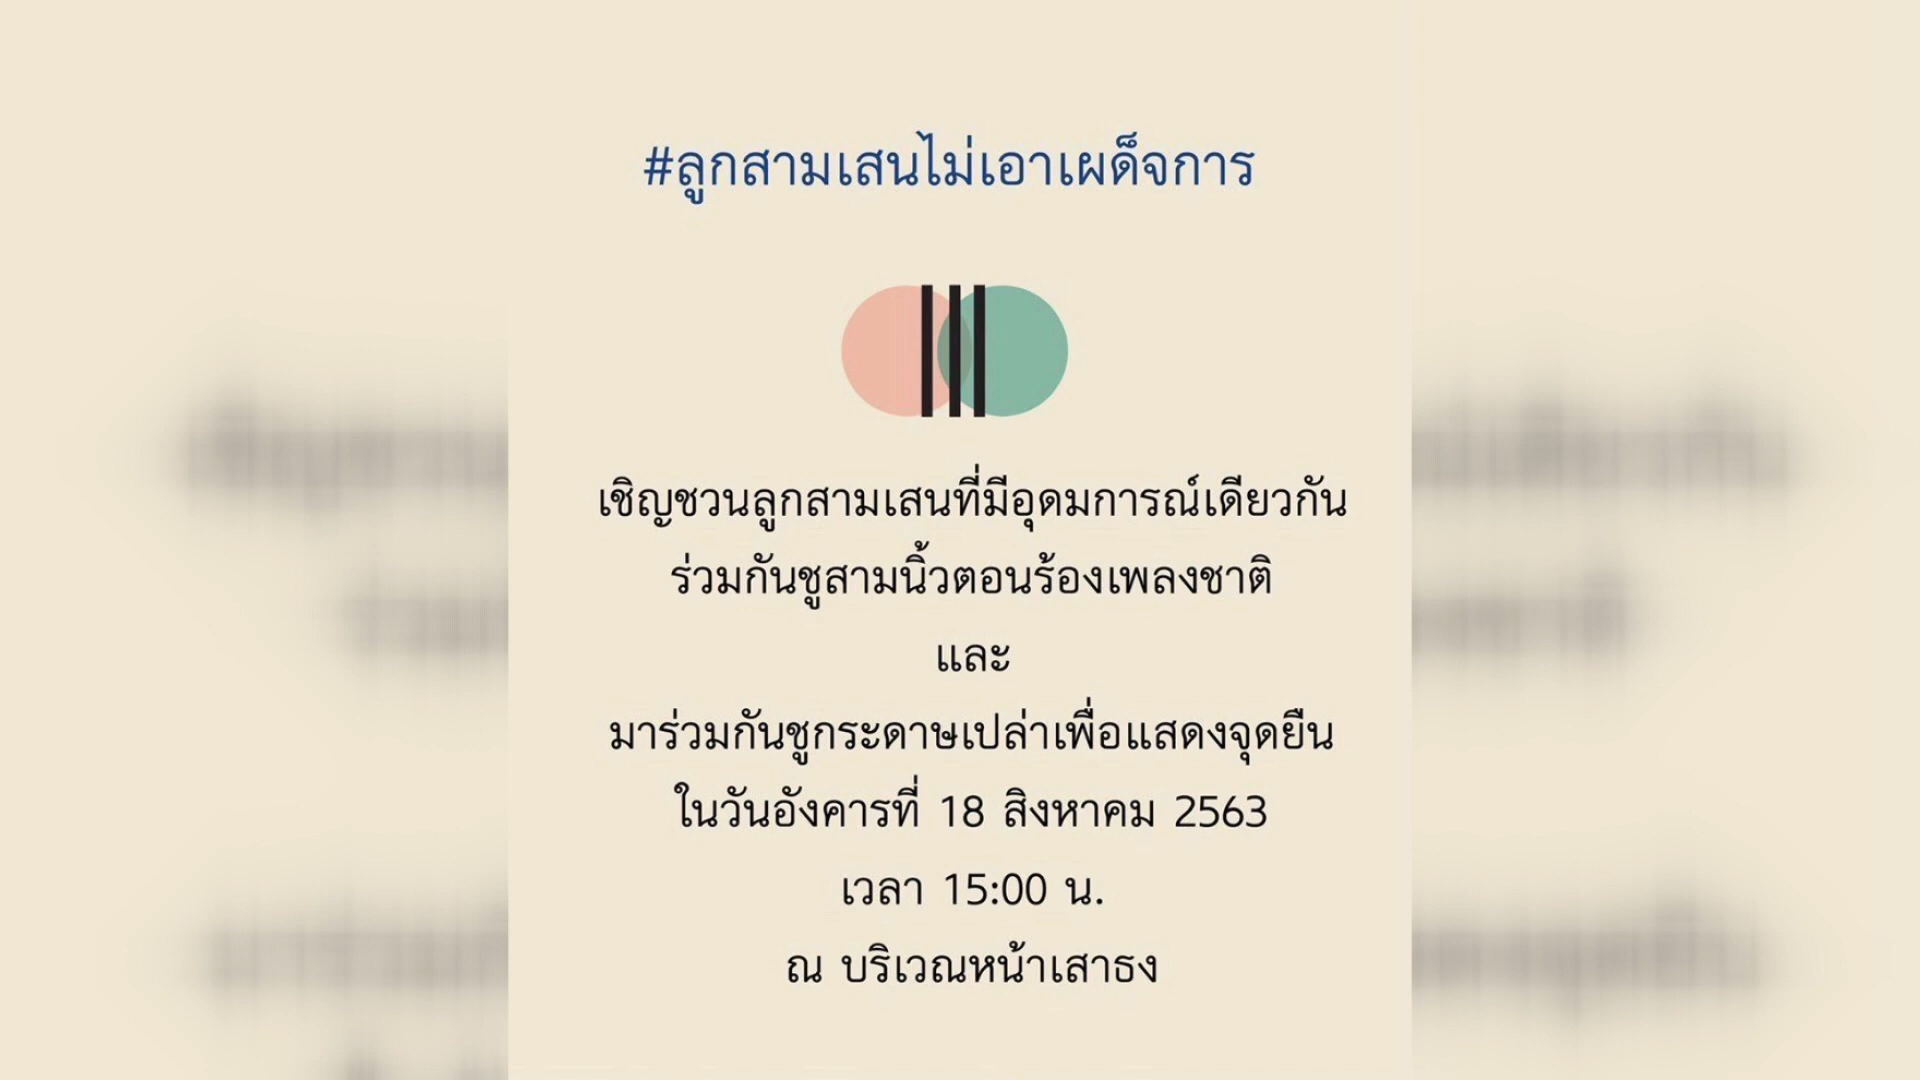 #ลูกสามเสนไม่เอาเผด็จการ
เชิญชวนลูกสามเสนที่มีอุดมการณ์เดียวกัน
ร่วมกันชูสามนิ้วตอนร้องเพลงชาติ
และ
มาร่วมกันชูกระดาษเปล่าเพื่อแสดงจุดยืน
ในวันอังคารที่ 18 สิงหาคม 2563
เวลา 15:00 น.
ณ บริเวณหน้าเสาธง